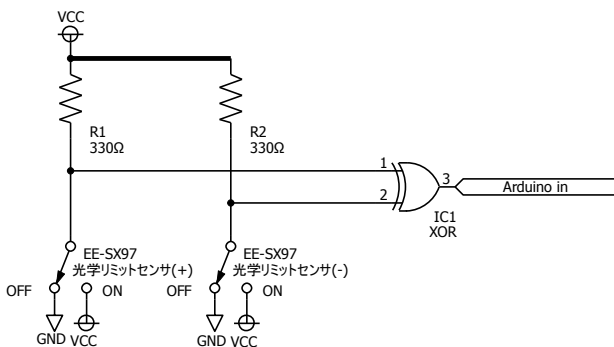 VCC
R1
330Ω
R2
330Ω
1
2
3
Arduino in
IC1
XOR
EE-SX97
光学リミットセンサ(+)
OFF
ON
GND
VCC
EE-SX97
光学リミットセンサ(-)
OFF
ON
GND
VCC